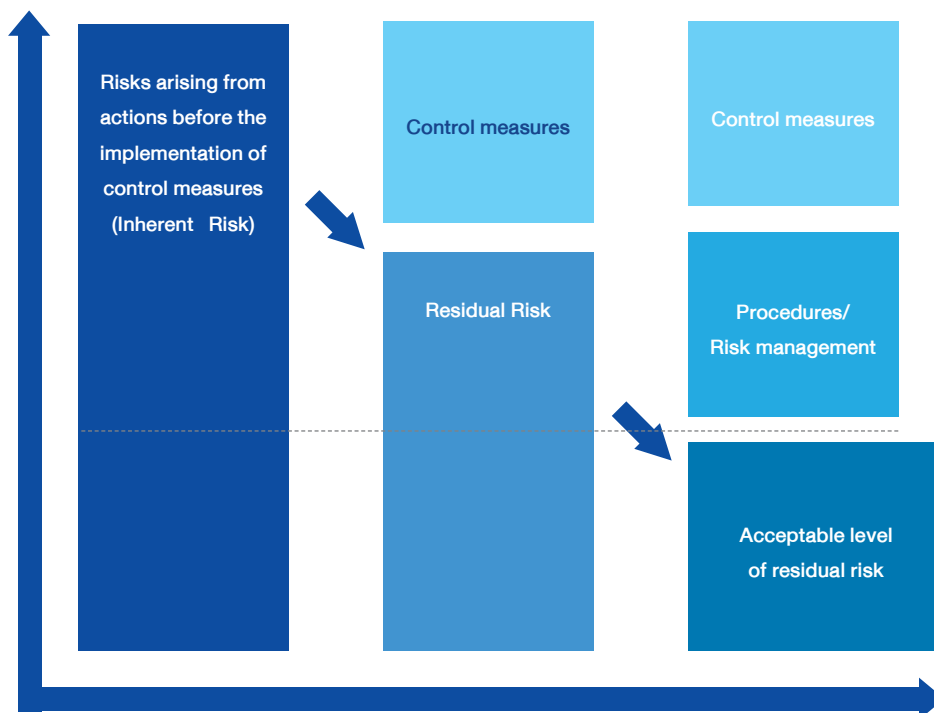 Risks arising from
actions before the
implementation of
control measures
(Inherent Risk)
Control measures
Residual Risk
Control measures
Procedures/
Risk management
Acceptable level
of residual risk